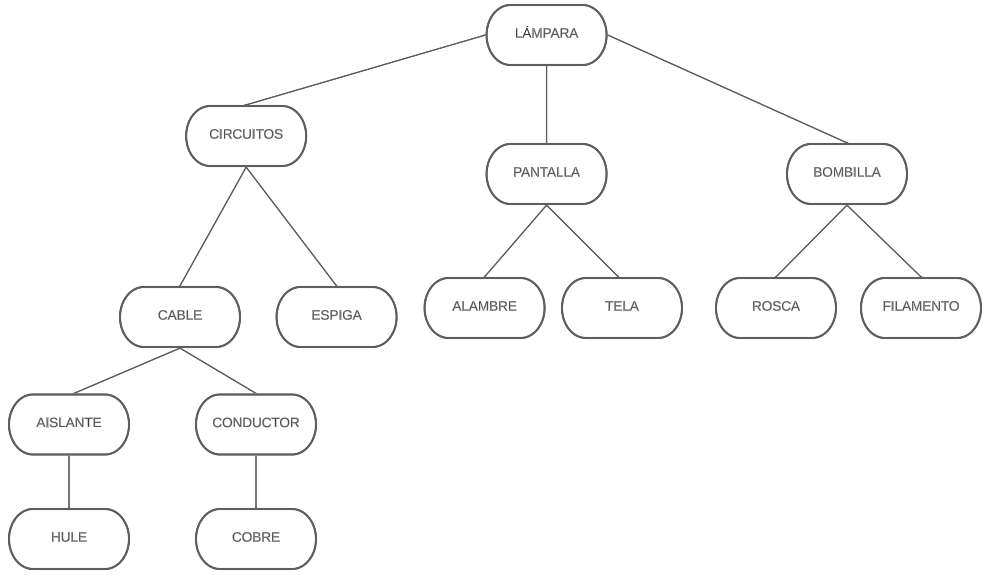 LÁMPARA
CIRCUITOS
PANTALLA
BOMBILLA
CABLE
ESPIGA
ALAMBRE
TELA
ROSCA
FILAMENTO
AISLANTE
CONDUCTOR
HULE
COBRE